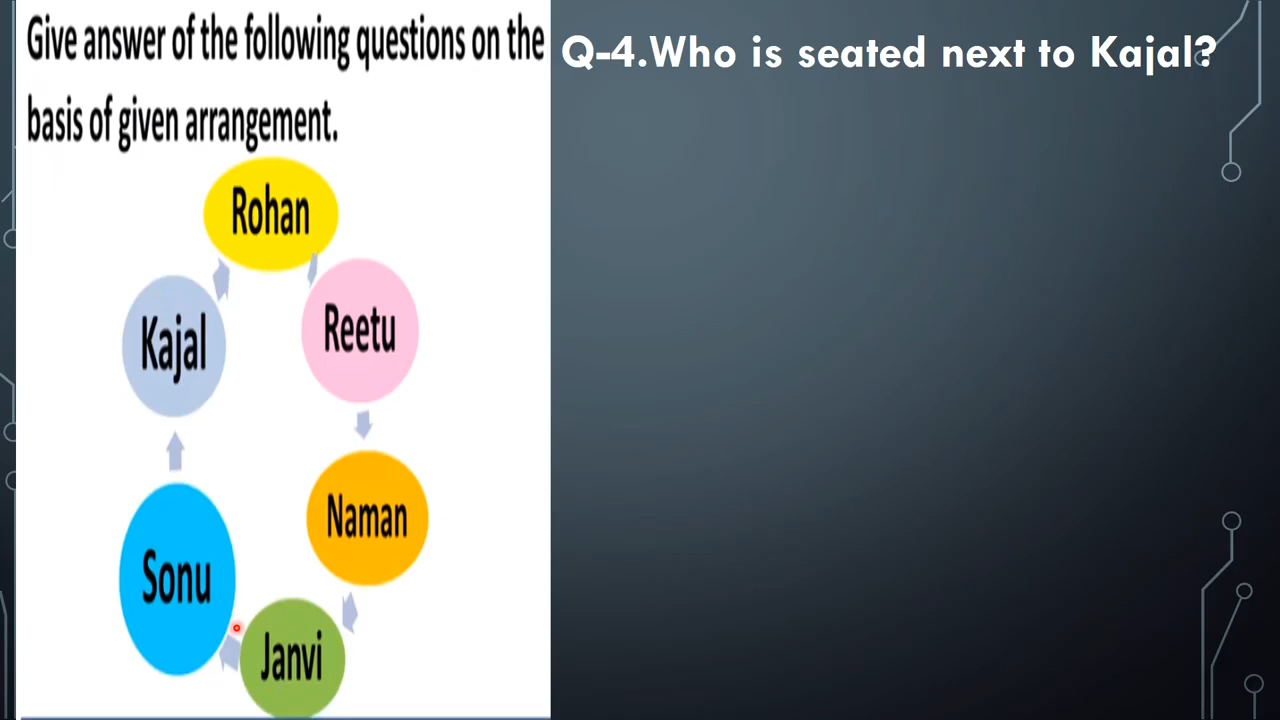 Give answer of the following questions on the
basis of given arrangement.
Q-4.Who is seated next to Kajal?
Rohan
Reetu
Kajal
Naman
Sonu
Janvi